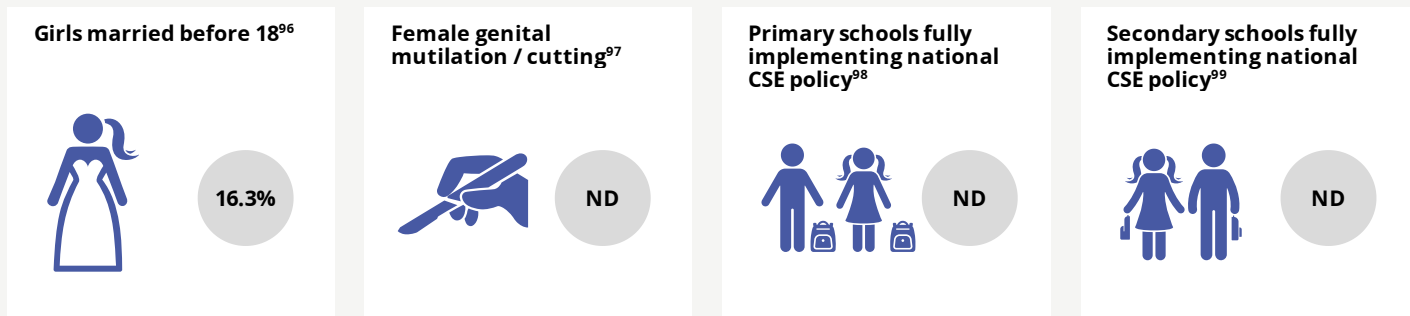 Girls married before 18⁹⁶
16.3%
Female genital
mutilation / cutting⁹⁷
ND
Primary schools fully
implementing national
CSE policy⁹⁸
ND
Secondary schools fully
implementing national
CSE policy⁹⁹
ND